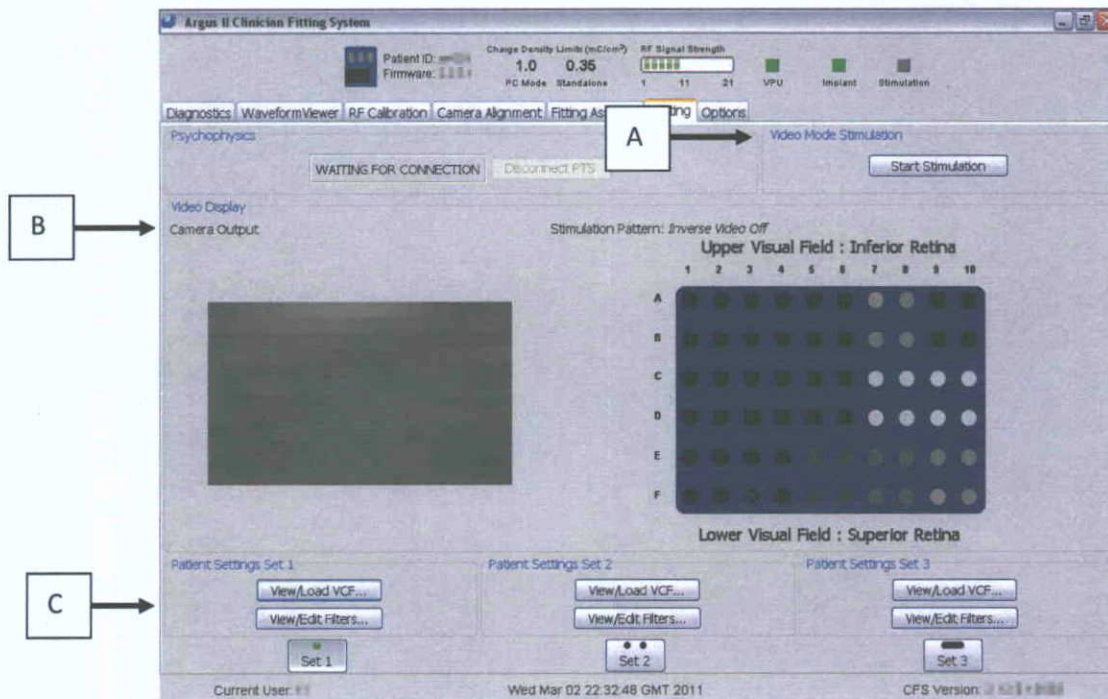 Argus II Clinician Fitting System
Patient ID:
Firmware:
Charge Density Limits (mC/cm²)
1.0 0.35
PC Mode Standalone
RF Signal Strength
1 11 21
VPU Implant Stimulation
Diagnostics WaveformViewer RF Calibration Camera Alignment Fitting Options
A
Psychophysics
WAITING FOR CONNECTION Disconnect PTS
Video Mode Stimulation
Start Stimulation
B
Video Display
Camera Output
Stimulation Pattern: Inverse Video Off
Upper Visual Field : Inferior Retina
1 2 3 4 5 6 7 8 9 10
A
B
C
D
E
F
Lower Visual Field : Superior Retina
C
Patient Settings Set 1 Patient Settings Set 2 Patient Settings Set 3
View/Load VCF... View/Load VCF... View/Load VCF...
View/Edit Filters... View/Edit Filters... View/Edit Filters...
Set 1 Set 2 Set 3
Current User: Wed Mar 02 22:32:48 GMT 2011 CFS Version: